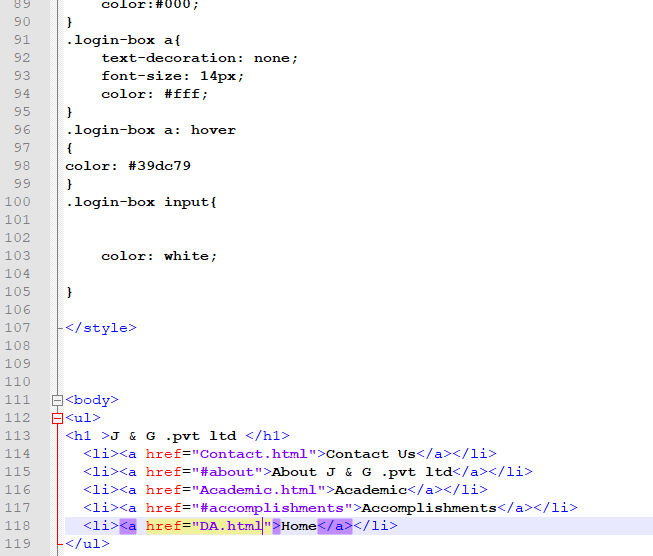 89 color:#000;
90 }
91 .login-box a{
92 text-decoration: none;
93 font-size: 14px;
94 color: #fff;
95 }
96 .login-box a: hover
97 {
98 color: #39dc79
99 }
100 .login-box input{
101
102
103 color: white;
104
105 }
106
107 </style>
108
109
110
111 <body>
112 <ul>
113 <h1 >J & G .pvt ltd </h1>
114 <li><a href="Contact.html">Contact Us</a></li>
115 <li><a href="#about">About J & G .pvt ltd</a></li>
116 <li><a href="Academic.html">Academic</a></li>
117 <li><a href="#accomplishments">Accomplishments</a></li>
118 <li><a href="DA.html">Home</a></li>
119 </ul>